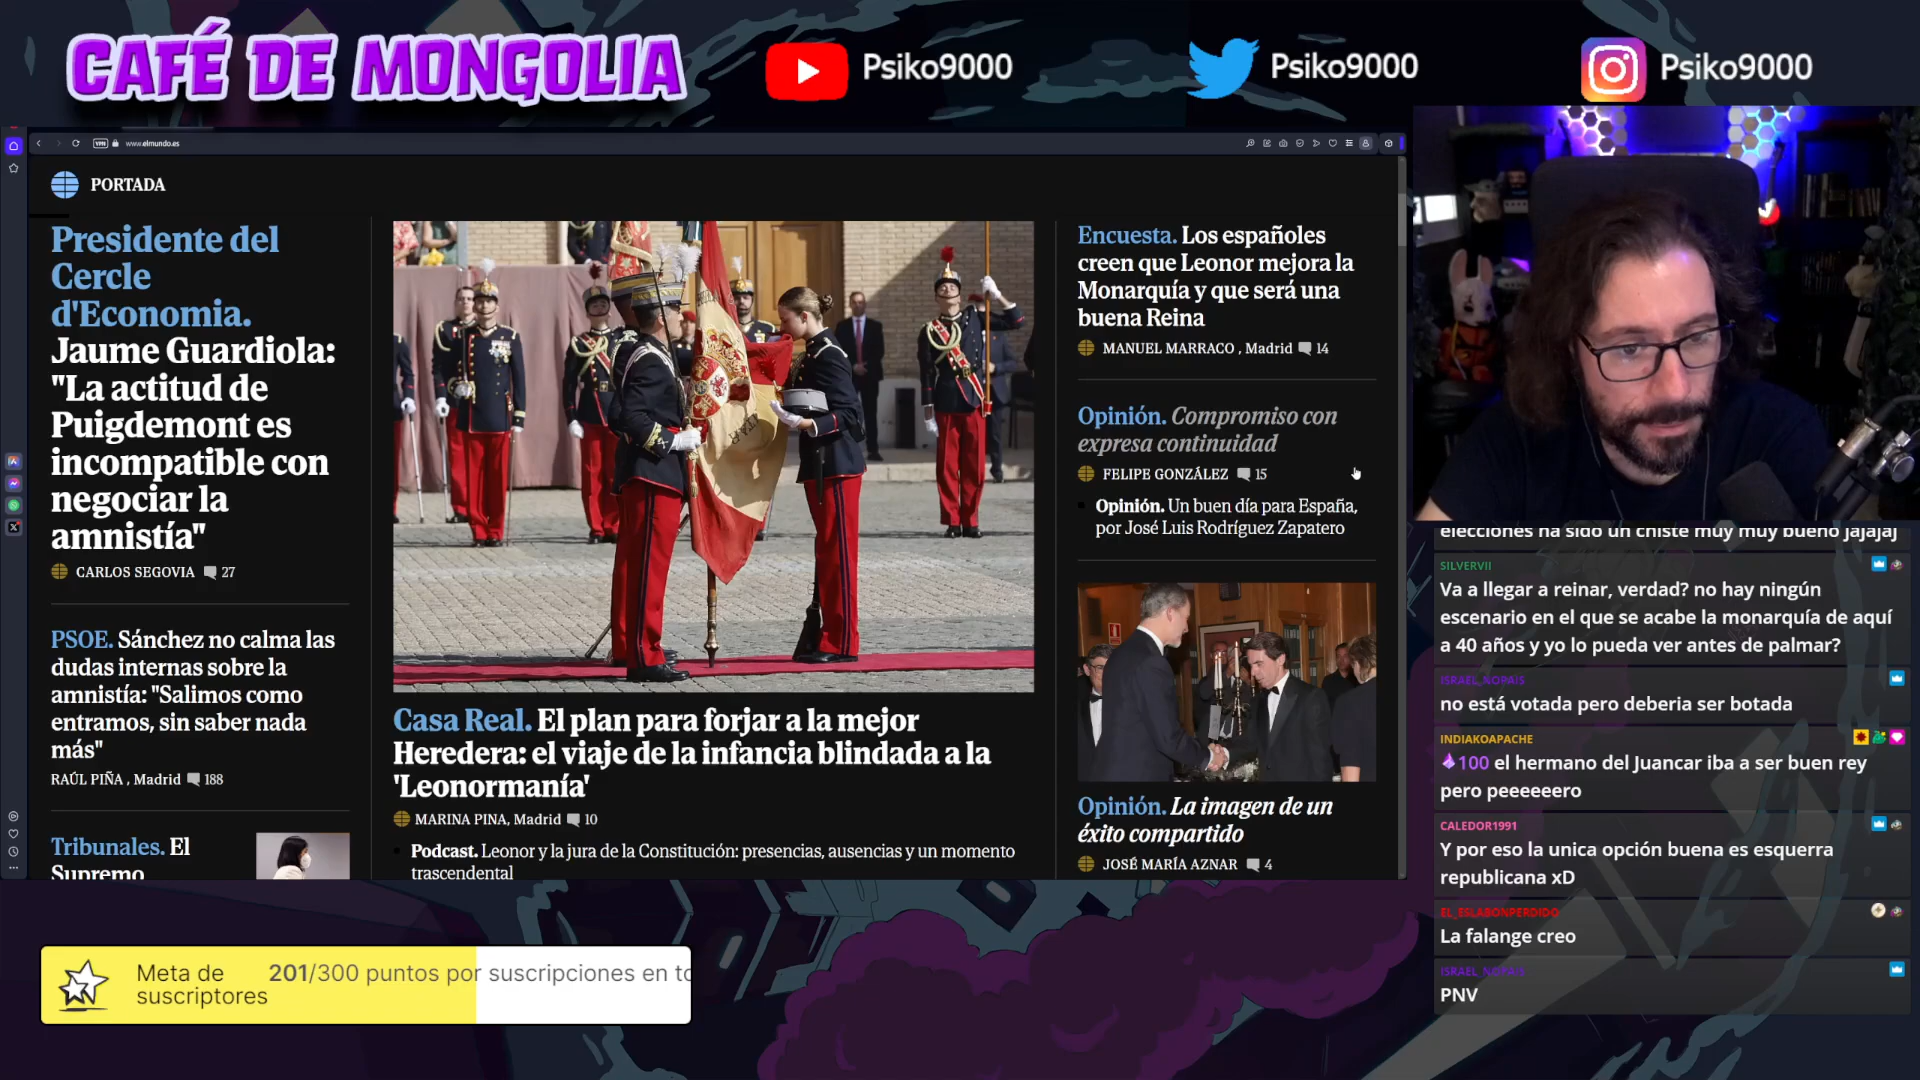 CAFÉ DE MONGOLIA
Psiko9000
Psiko9000
Psiko9000
VPN
www.elmundo.es
PORTADA
Presidente del
Cercle
d'Economia.
Jaume Guardiola:
"La actitud de
Puigdemont es
incompatible con
negociar la
amnistía"
CARLOS SEGOVIA 27
PSOE. Sánchez no calma las
dudas internas sobre la
amnistía: "Salimos como
entramos, sin saber nada
más"
RAÚL PIÑA , Madrid 188
Tribunales. El
Supremo
Casa Real. El plan para forjar a la mejor
Heredera: el viaje de la infancia blindada a la
'Leonormanía'
MARINA PINA, Madrid 10
Podcast. Leonor y la jura de la Constitución: presencias, ausencias y un momento
trascendental
Encuesta. Los españoles
creen que Leonor mejora la
Monarquía y que será una
buena Reina
MANUEL MARRACO , Madrid 14
Opinión. Compromiso con
expresa continuidad
FELIPE GONZÁLEZ 15
Opinión. Un buen día para España,
por José Luis Rodríguez Zapatero
Opinión. La imagen de un
éxito compartido
JOSÉ MARÍA AZNAR 4
elecciones ha sido un chiste muy muy bueno jajajaj
SILVERVII
Va a llegar a reinar, verdad? no hay ningún
escenario en el que se acabe la monarquía de aquí
a 40 años y yo lo pueda ver antes de palmar?
ISRAEL_NOPAIS
no está votada pero deberia ser botada
INDIAKOAPACHE
100 el hermano del Juancar iba a ser buen rey
pero peeeeeero
CALEDOR1991
Y por eso la unica opción buena es esquerra
republicana xD
EL_ESLABONPERDIDO
La falange creo
ISRAEL_NOPAIS
PNV
Meta de
suscriptores
201/300 puntos por suscripciones en to